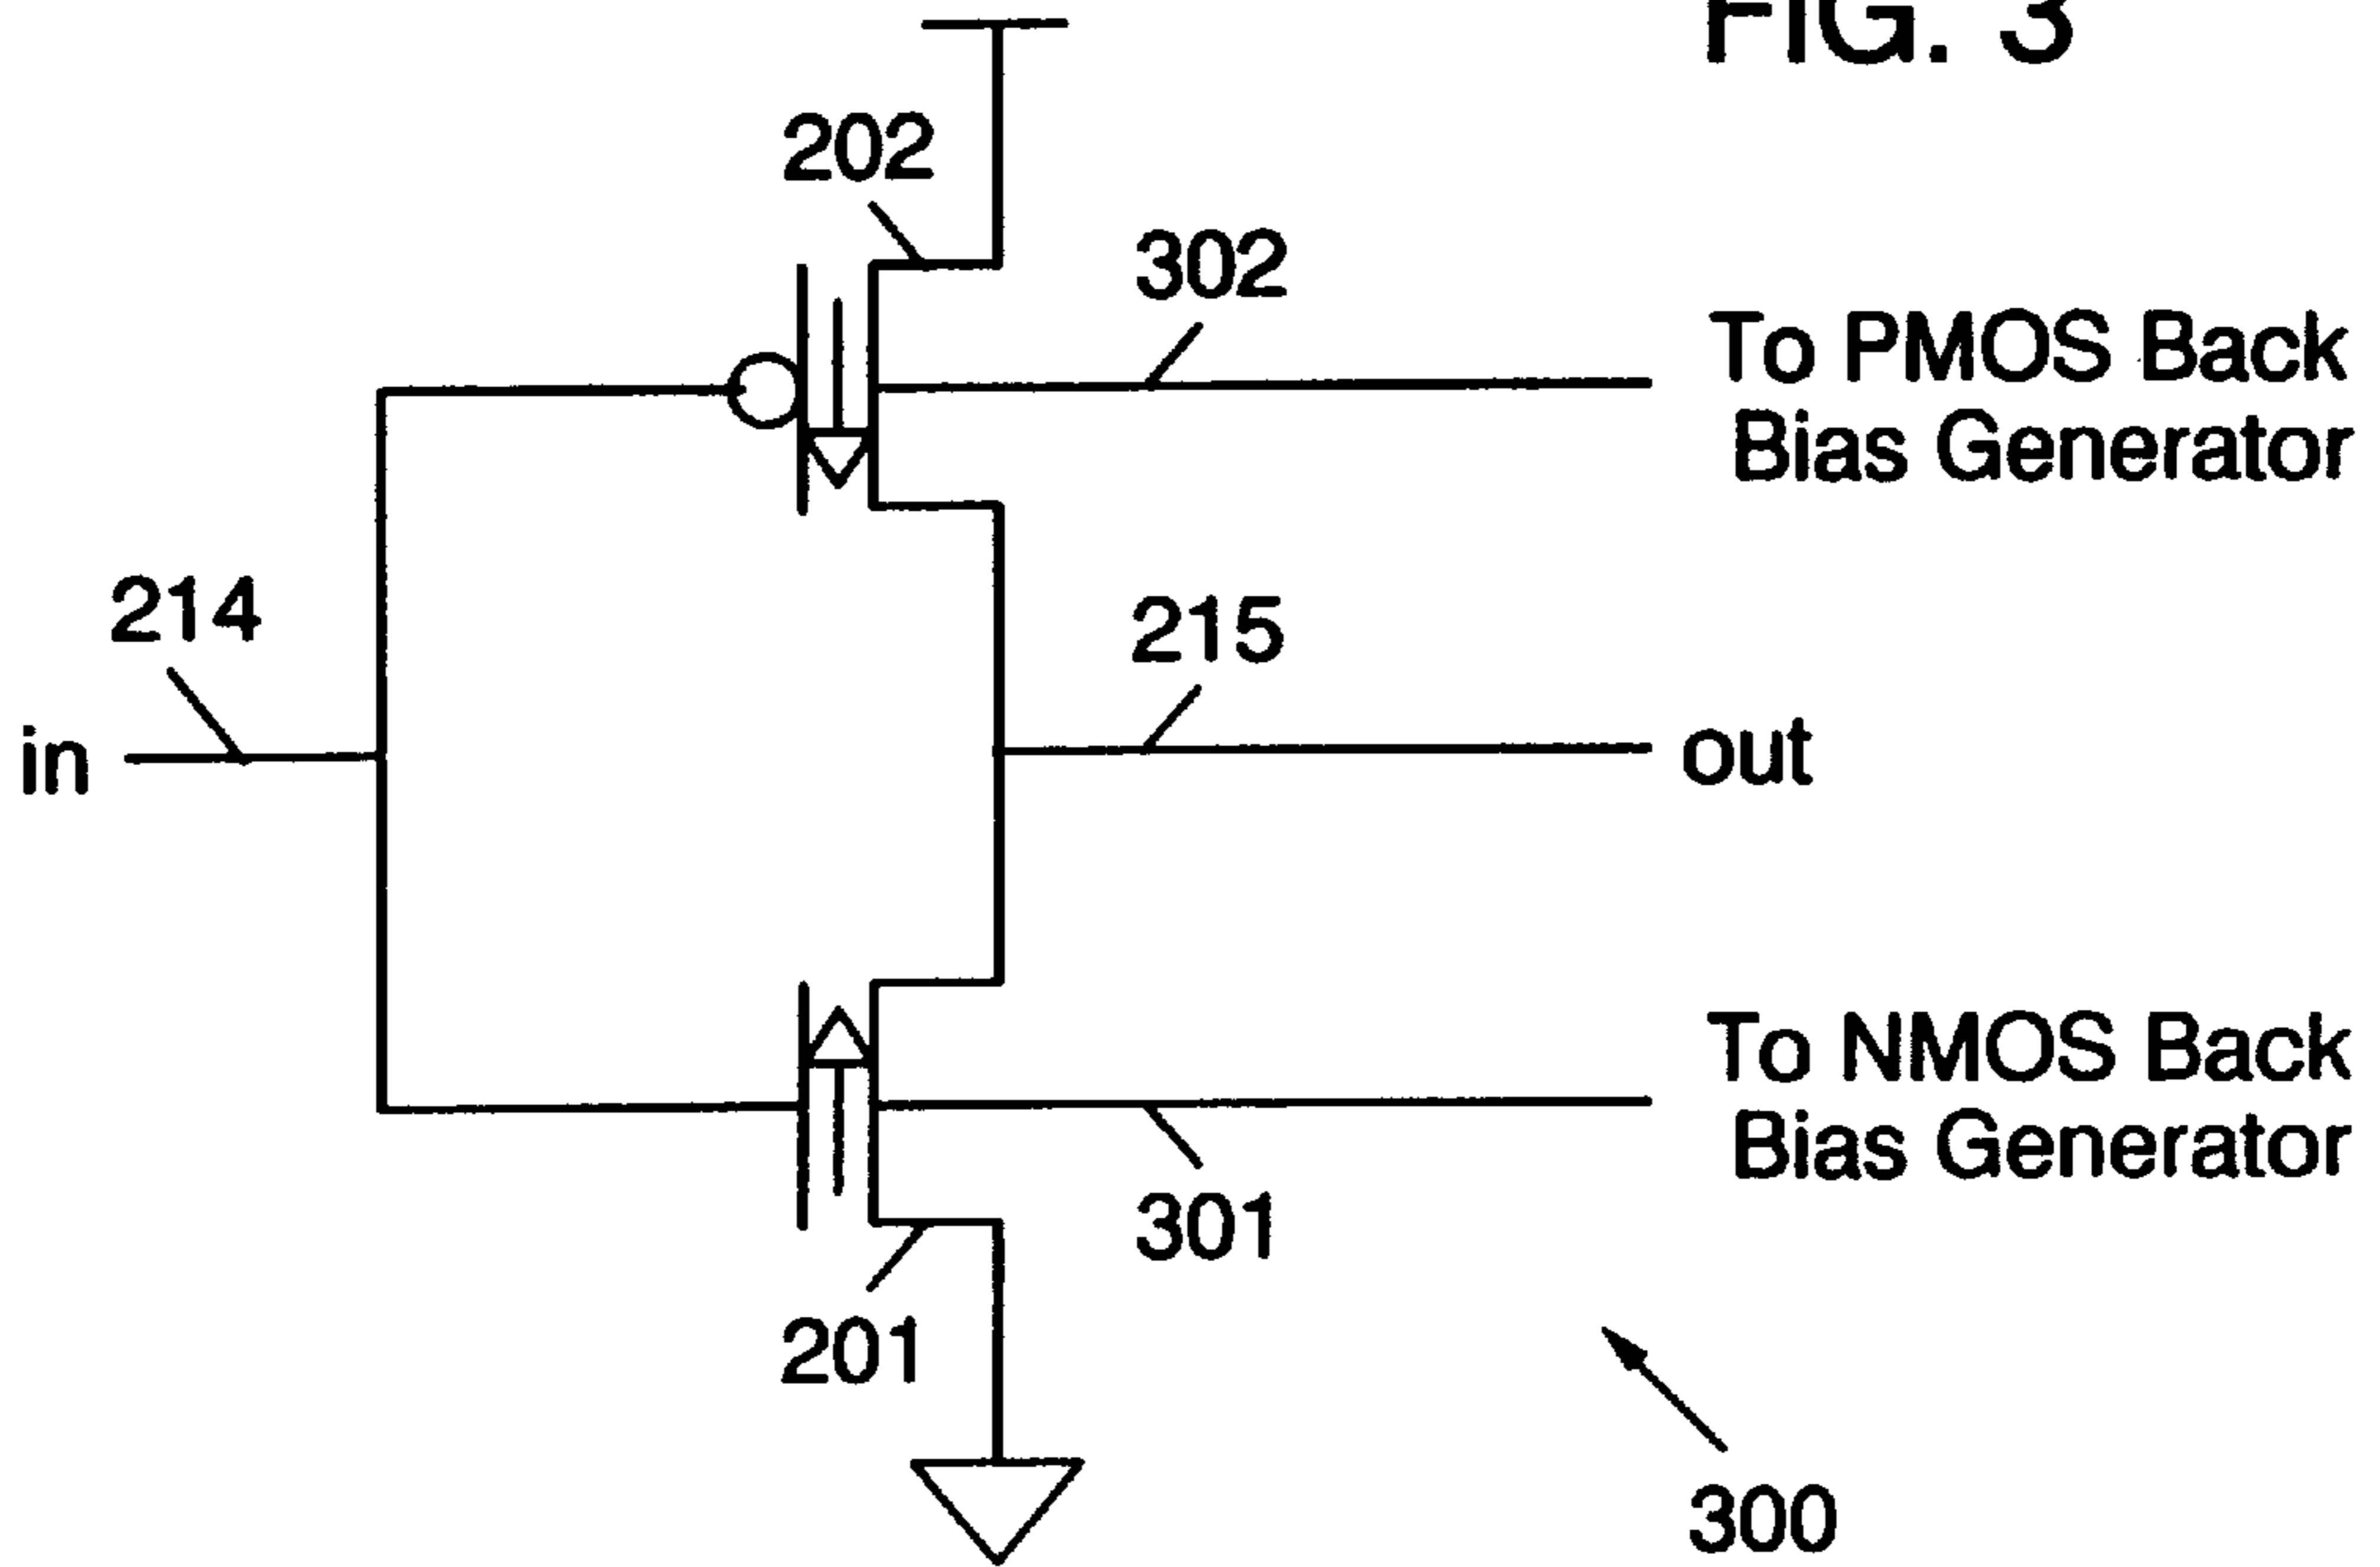 FIG. 3
202
302
To PMOS Back
Bias Generator
214
215
in
out
To NMOS Back
Bias Generator
301
201
300